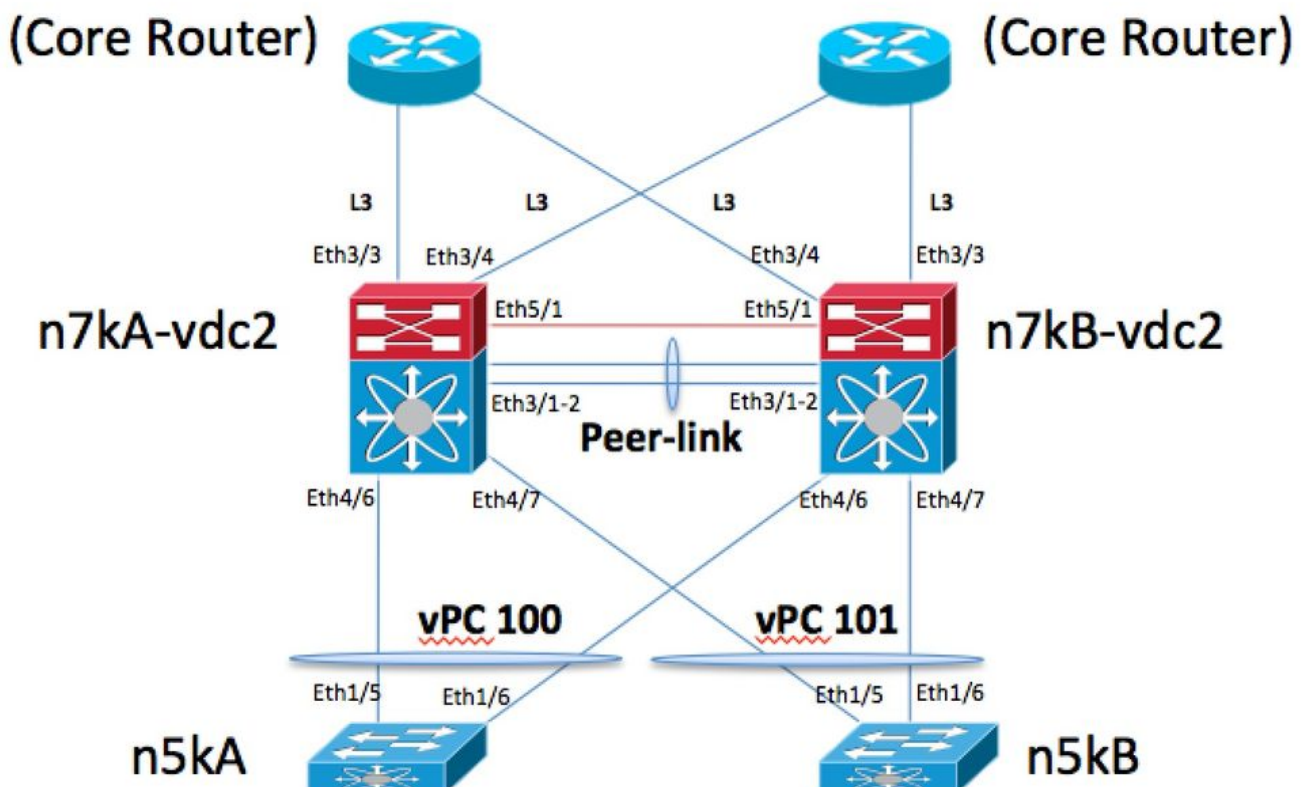 (Core Router)
(Core Router)
L3
L3
L3
L3
Eth3/3
Eth3/4
Eth3/4
Eth3/3
n7kA-vdc2
Eth5/1
Eth5/1
n7kB-vdc2
Eth3/1-2
Eth3/1-2
Peer-link
Eth4/6
Eth4/7
Eth4/6
Eth4/7
vPC 100
vPC 101
Eth1/5
Eth1/6
Eth1/5
Eth1/6
n5kA
n5kB